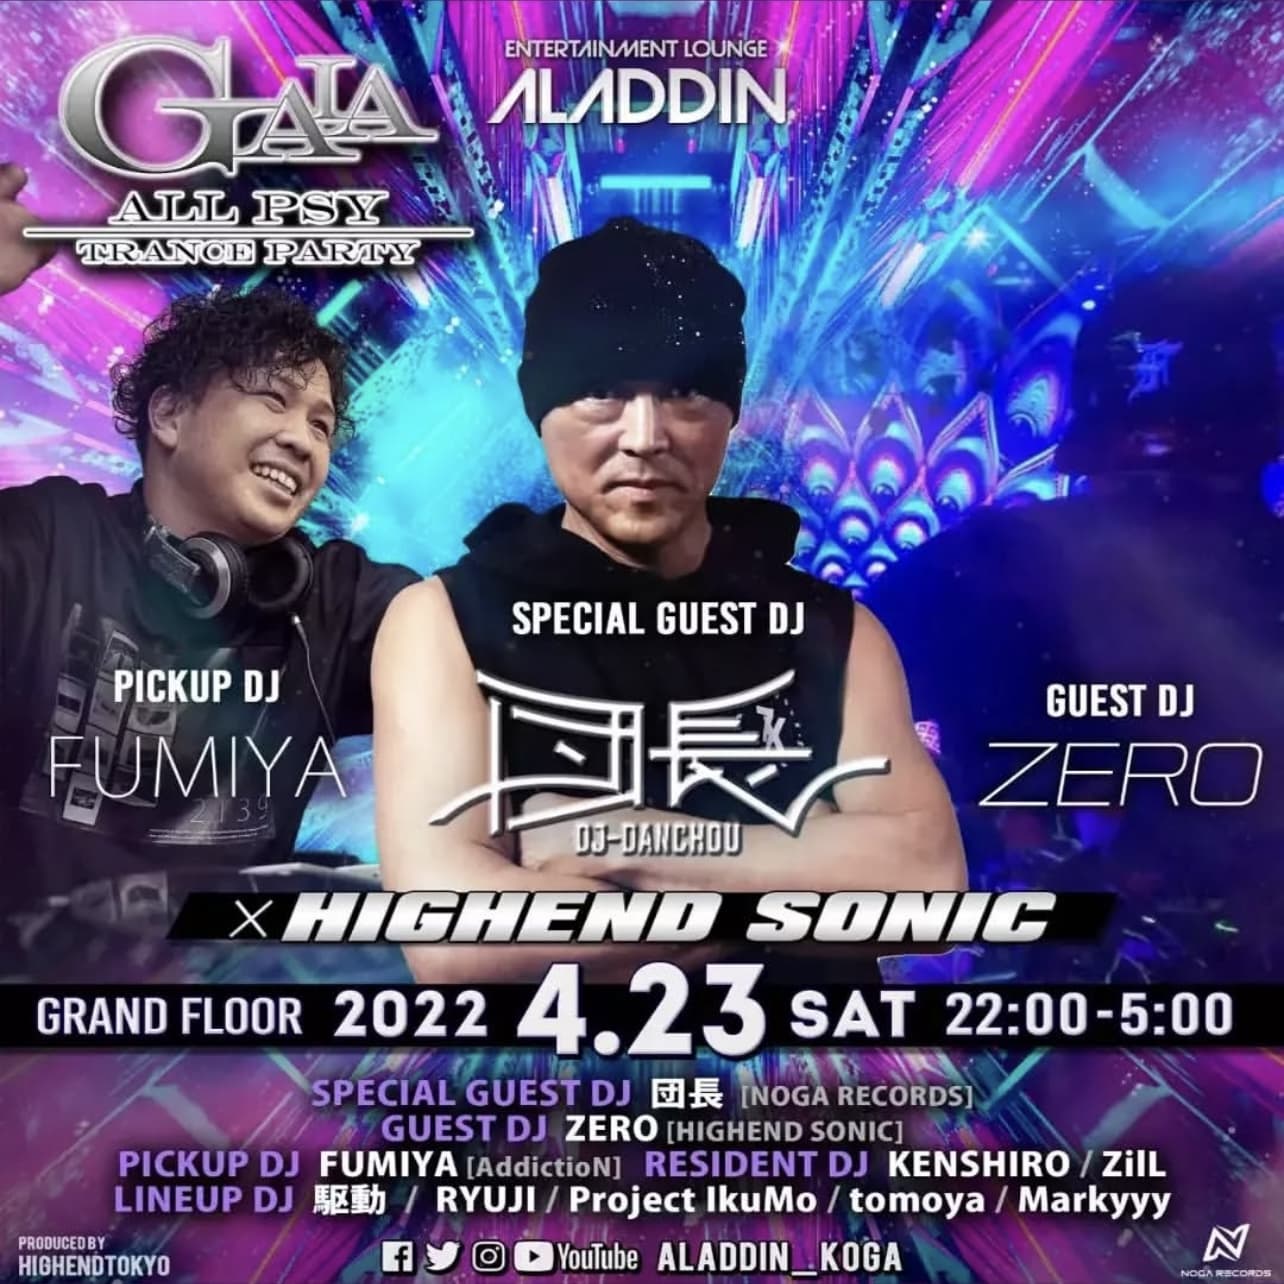 GAIA
ALL PSY
TRANCE PARTY
ENTERTAINMENT LOUNGE
ALADDIN
SPECIAL GUEST DJ
団長
DJ-DANCHOU
PICKUP DJ
FUMIYA
2139
GUEST DJ
ZERO
× HIGHEND SONIC
GRAND FLOOR 2022 4.23 SAT 22:00-5:00
SPECIAL GUEST DJ 団長 [NOGA RECORDS]
GUEST DJ ZERO [HIGHEND SONIC]
PICKUP DJ FUMIYA [AddictioN] RESIDENT DJ KENSHIRO / ZilL
LINEUP DJ 駆動 / RYUJI / Project IkuMo / tomoya / Markyyy
PRODUCED BY
HIGHENDTOKYO
YouTube ALADDIN__KOGA
NOGA RECORDS